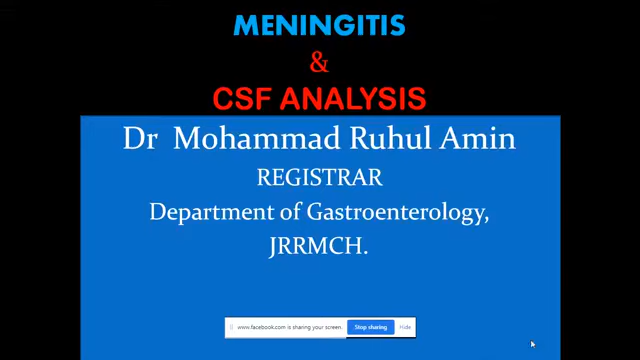 MENINGITIS
&
CSF ANALYSIS
Dr Mohammad Ruhul Amin
REGISTRAR
Department of Gastroenterology,
JRRMCH.
www.facebook.com is sharing your screen. Stop sharing Hide